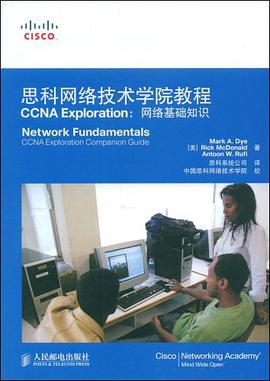 CISCO
思科网络技术学院教程
CCNA Exploration：网络基础知识
Network Fundamentals
CCNA Exploration Companion Guide
Mark A. Dye
[美] Rick McDonald 著
Antoon W. Rufi
思科系统公司 译
中国思科网络技术学院 校
人民邮电出版社
POSTS & TELECOM PRESS
Cisco Networking Academy®
Mind Wide Open™